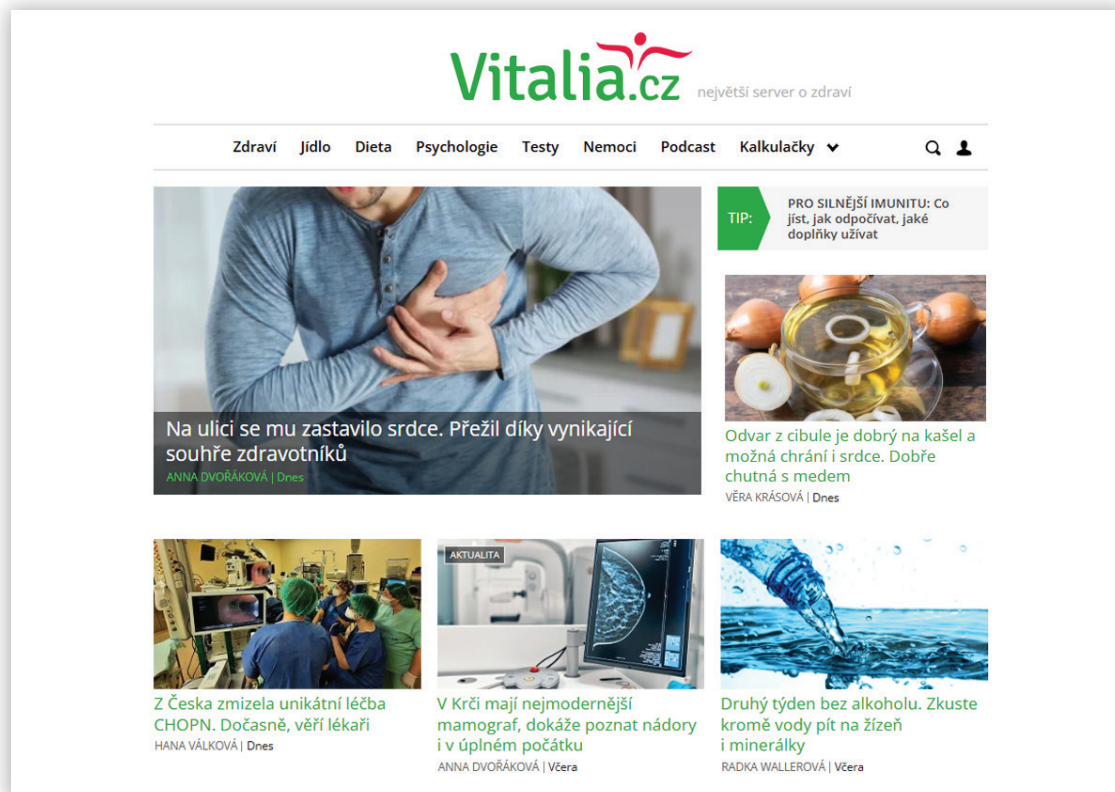 Vitalia.cz největší server o zdraví
Zdraví Jídlo Dieta Psychologie Testy Nemoci Podcast Kalkulačky
TIP:
PRO SILNĚJŠÍ IMUNITU: Co
jíst, jak odpočívat, jaké
doplňky užívat
Na ulici se mu zastavilo srdce. Přežil díky vynikající
souhře zdravotníků
ANNA DVOŘÁKOVÁ | Dnes
Odvar z cibule je dobrý na kašel a
možná chrání i srdce. Dobře
chutná s medem
VĚRA KRÁSOVÁ | Dnes
Z Česka zmizela unikátní léčba
CHOPN. Dočasně, věří lékaři
HANA VÁLKOVÁ | Dnes
AKTUALITA
V Krči mají nejmodernější
mamograf, dokáže poznat nádory
i v úplném počátku
ANNA DVOŘÁKOVÁ | Včera
Druhý týden bez alkoholu. Zkuste
kromě vody pít na žízeň
i minerálky
RADKA WALLEROVÁ | Včera